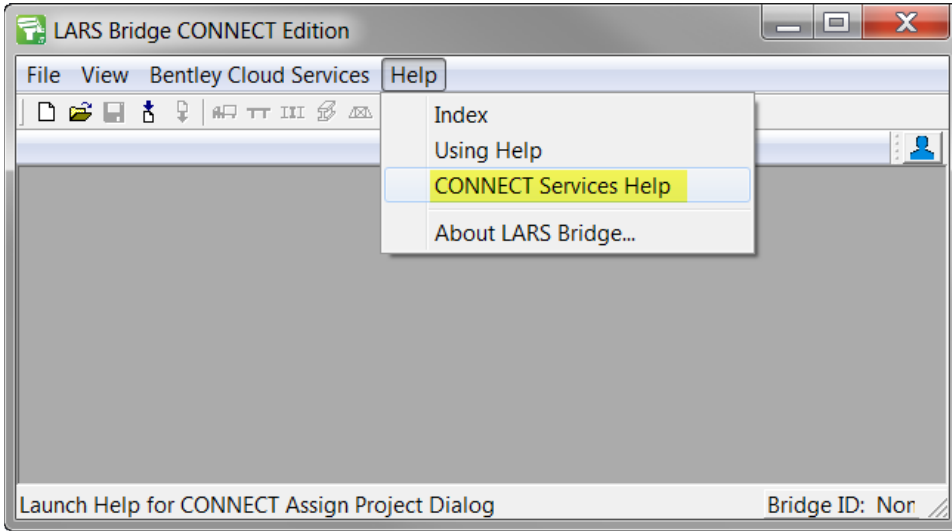 LARS Bridge CONNECT Edition
File View Bentley Cloud Services Help
Index
Using Help
CONNECT Services Help
About LARS Bridge...
Launch Help for CONNECT Assign Project Dialog Bridge ID: Non